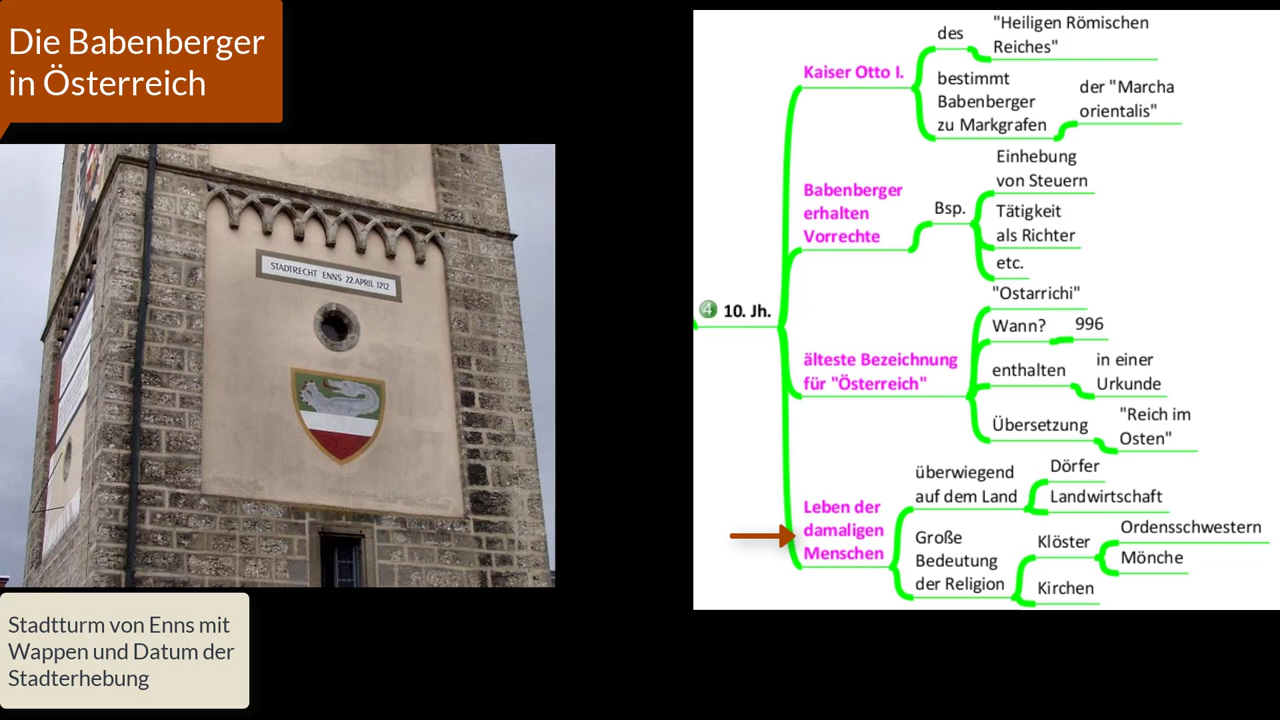 Die Babenberger
in Österreich
STADTRECHT ENNS 22.APRIL 1212
Stadtturm von Enns mit
Wappen und Datum der
Stadterhebung
4 10. Jh.
Kaiser Otto I.
des
"Heiligen Römischen
Reiches"
bestimmt
Babenberger
zu Markgrafen
der "Marcha
orientalis"
Babenberger
erhalten
Vorrechte
Bsp.
Einhebung
von Steuern
Tätigkeit
als Richter
etc.
älteste Bezeichnung
für "Österreich"
"Ostarrichi"
Wann?
996
enthalten
in einer
Urkunde
Übersetzung
"Reich im
Osten"
Leben der
damaligen
Menschen
überwiegend
auf dem Land
Dörfer
Landwirtschaft
Große
Bedeutung
der Religion
Klöster
Ordensschwestern
Mönche
Kirchen